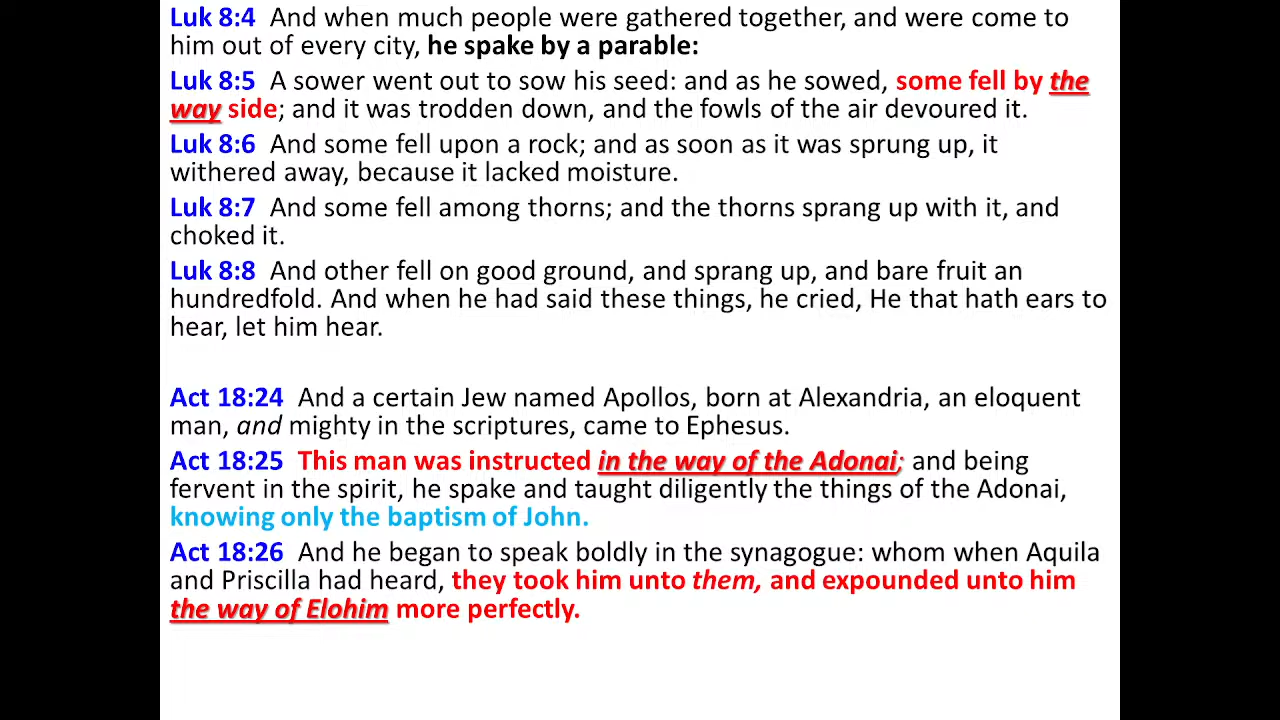 Luk 8:4  And when much people were gathered together, and were come to
him out of every city, he spake by a parable:
Luk 8:5  A sower went out to sow his seed: and as he sowed, some fell by the
way side; and it was trodden down, and the fowls of the air devoured it.
Luk 8:6  And some fell upon a rock; and as soon as it was sprung up, it
withered away, because it lacked moisture.
Luk 8:7  And some fell among thorns; and the thorns sprang up with it, and
choked it.
Luk 8:8  And other fell on good ground, and sprang up, and bare fruit an
hundredfold. And when he had said these things, he cried, He that hath ears to
hear, let him hear.
Act 18:24  And a certain Jew named Apollos, born at Alexandria, an eloquent
man, and mighty in the scriptures, came to Ephesus.
Act 18:25  This man was instructed in the way of the Adonai; and being
fervent in the spirit, he spake and taught diligently the things of the Adonai,
knowing only the baptism of John.
Act 18:26  And he began to speak boldly in the synagogue: whom when Aquila
and Priscilla had heard, they took him unto them, and expounded unto him
the way of Elohim more perfectly.